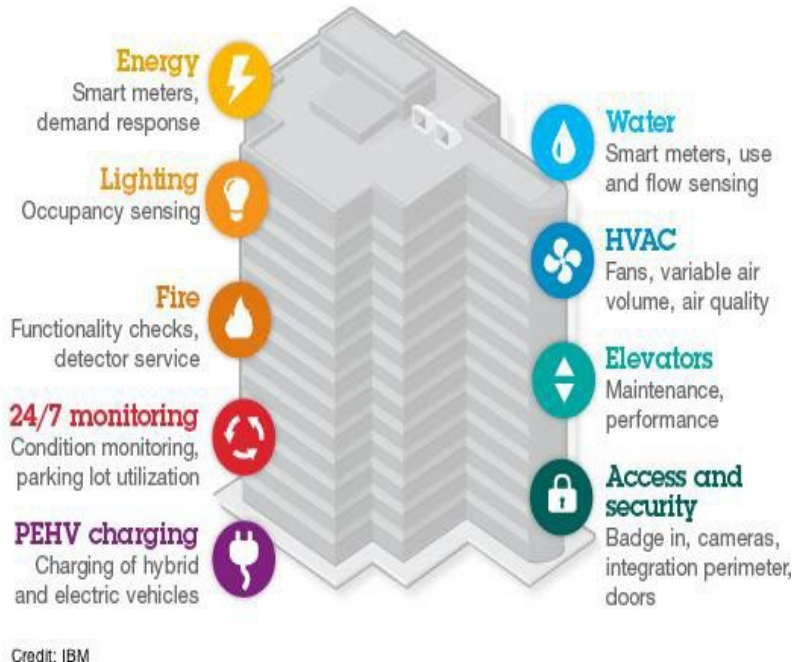 Energy
Smart meters,
demand response
Lighting
Occupancy sensing
Fire
Functionality checks,
detector service
24/7 monitoring
Condition monitoring,
parking lot utilization
PEHV charging
Charging of hybrid
and electric vehicles
Water
Smart meters, use
and flow sensing
HVAC
Fans, variable air
volume, air quality
Elevators
Maintenance,
performance
Access and
security
Badge in, cameras,
integration perimeter,
doors
Credit: IBM